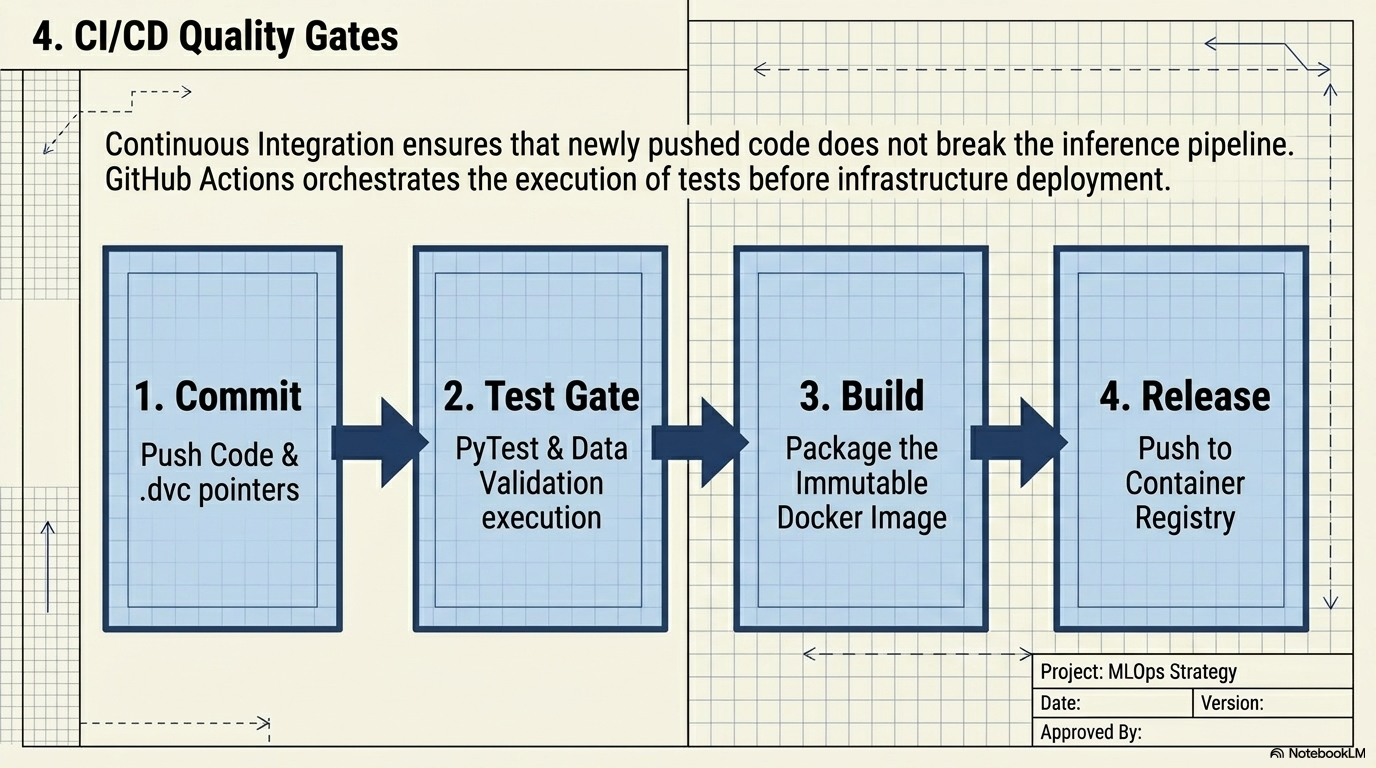 4. CI/CD Quality Gates
Continuous Integration ensures that newly pushed code does not break the inference pipeline.
GitHub Actions orchestrates the execution of tests before infrastructure deployment.
1. Commit
Push Code &
.dvc pointers
2. Test Gate
PyTest & Data
Validation
execution
3. Build
Package the
Immutable
Docker Image
4. Release
Push to
Container
Registry
Project: MLOps Strategy
Date:
Version:
Approved By:
NotebookLM